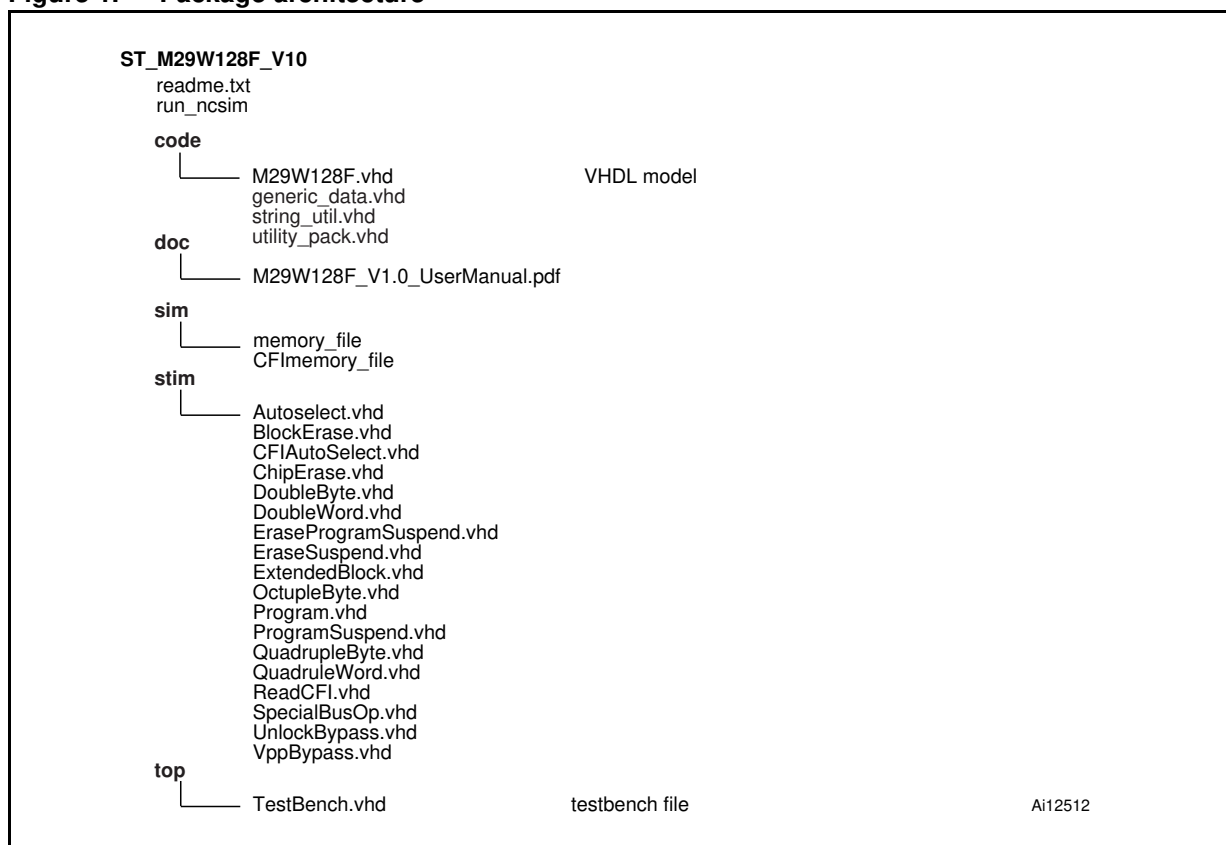 Figure 1. Package architecture
ST_M29W128F_V10
readme.txt
run_ncsim
code
M29W128F.vhd VHDL model
generic_data.vhd
string_util.vhd
utility_pack.vhd
doc
M29W128F_V1.0_UserManual.pdf
sim
memory_file
CFImemory_file
stim
Autoselect.vhd
BlockErase.vhd
CFIAutoSelect.vhd
ChipErase.vhd
DoubleByte.vhd
DoubleWord.vhd
EraseProgramSuspend.vhd
EraseSuspend.vhd
ExtendedBlock.vhd
OctupleByte.vhd
Program.vhd
ProgramSuspend.vhd
QuadrupleByte.vhd
QuadruleWord.vhd
ReadCFI.vhd
SpecialBusOp.vhd
UnlockBypass.vhd
VppBypass.vhd
top
TestBench.vhd testbench file Ai12512